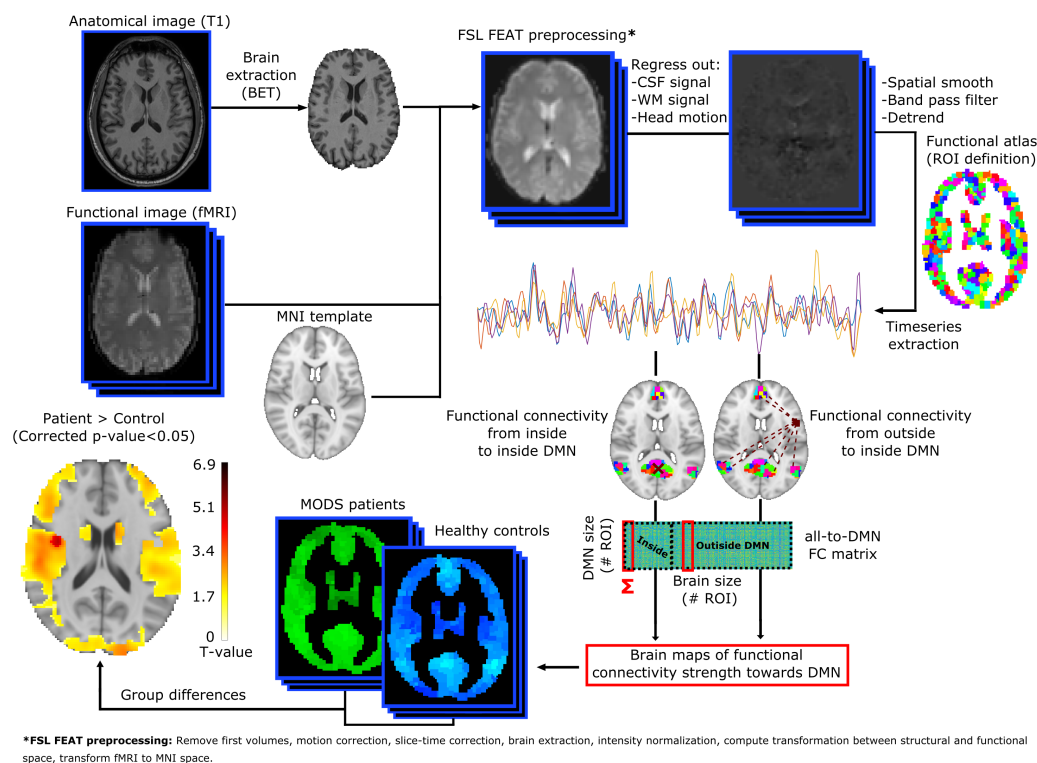 Anatomical image (T1)
Brain
extraction
(BET)
FSL FEAT preprocessing*
Regress out:
-CSF signal
-WM signal
-Head motion
-Spatial smooth
-Band pass filter
-Detrend
Functional atlas
(ROI definition)
Functional image (fMRI)
MNI template
Timeseries
extraction
Functional connectivity
from inside
to inside DMN
Functional connectivity
from outside
to inside DMN
Patient > Control
(Corrected p-value<0.05)
6.9
5.1
3.4
1.7
0
T-value
MODS patients
Healthy controls
DMN size
(# ROI)
Inside
Outiside DMN
all-to-DMN
FC matrix
Σ
Brain size
(# ROI)
Brain maps of functional
connectivity strength towards DMN
Group differences
*FSL FEAT preprocessing: Remove first volumes, motion correction, slice-time correction, brain extraction, intensity normalization, compute transformation between structural and functional
space, transform fMRI to MNI space.